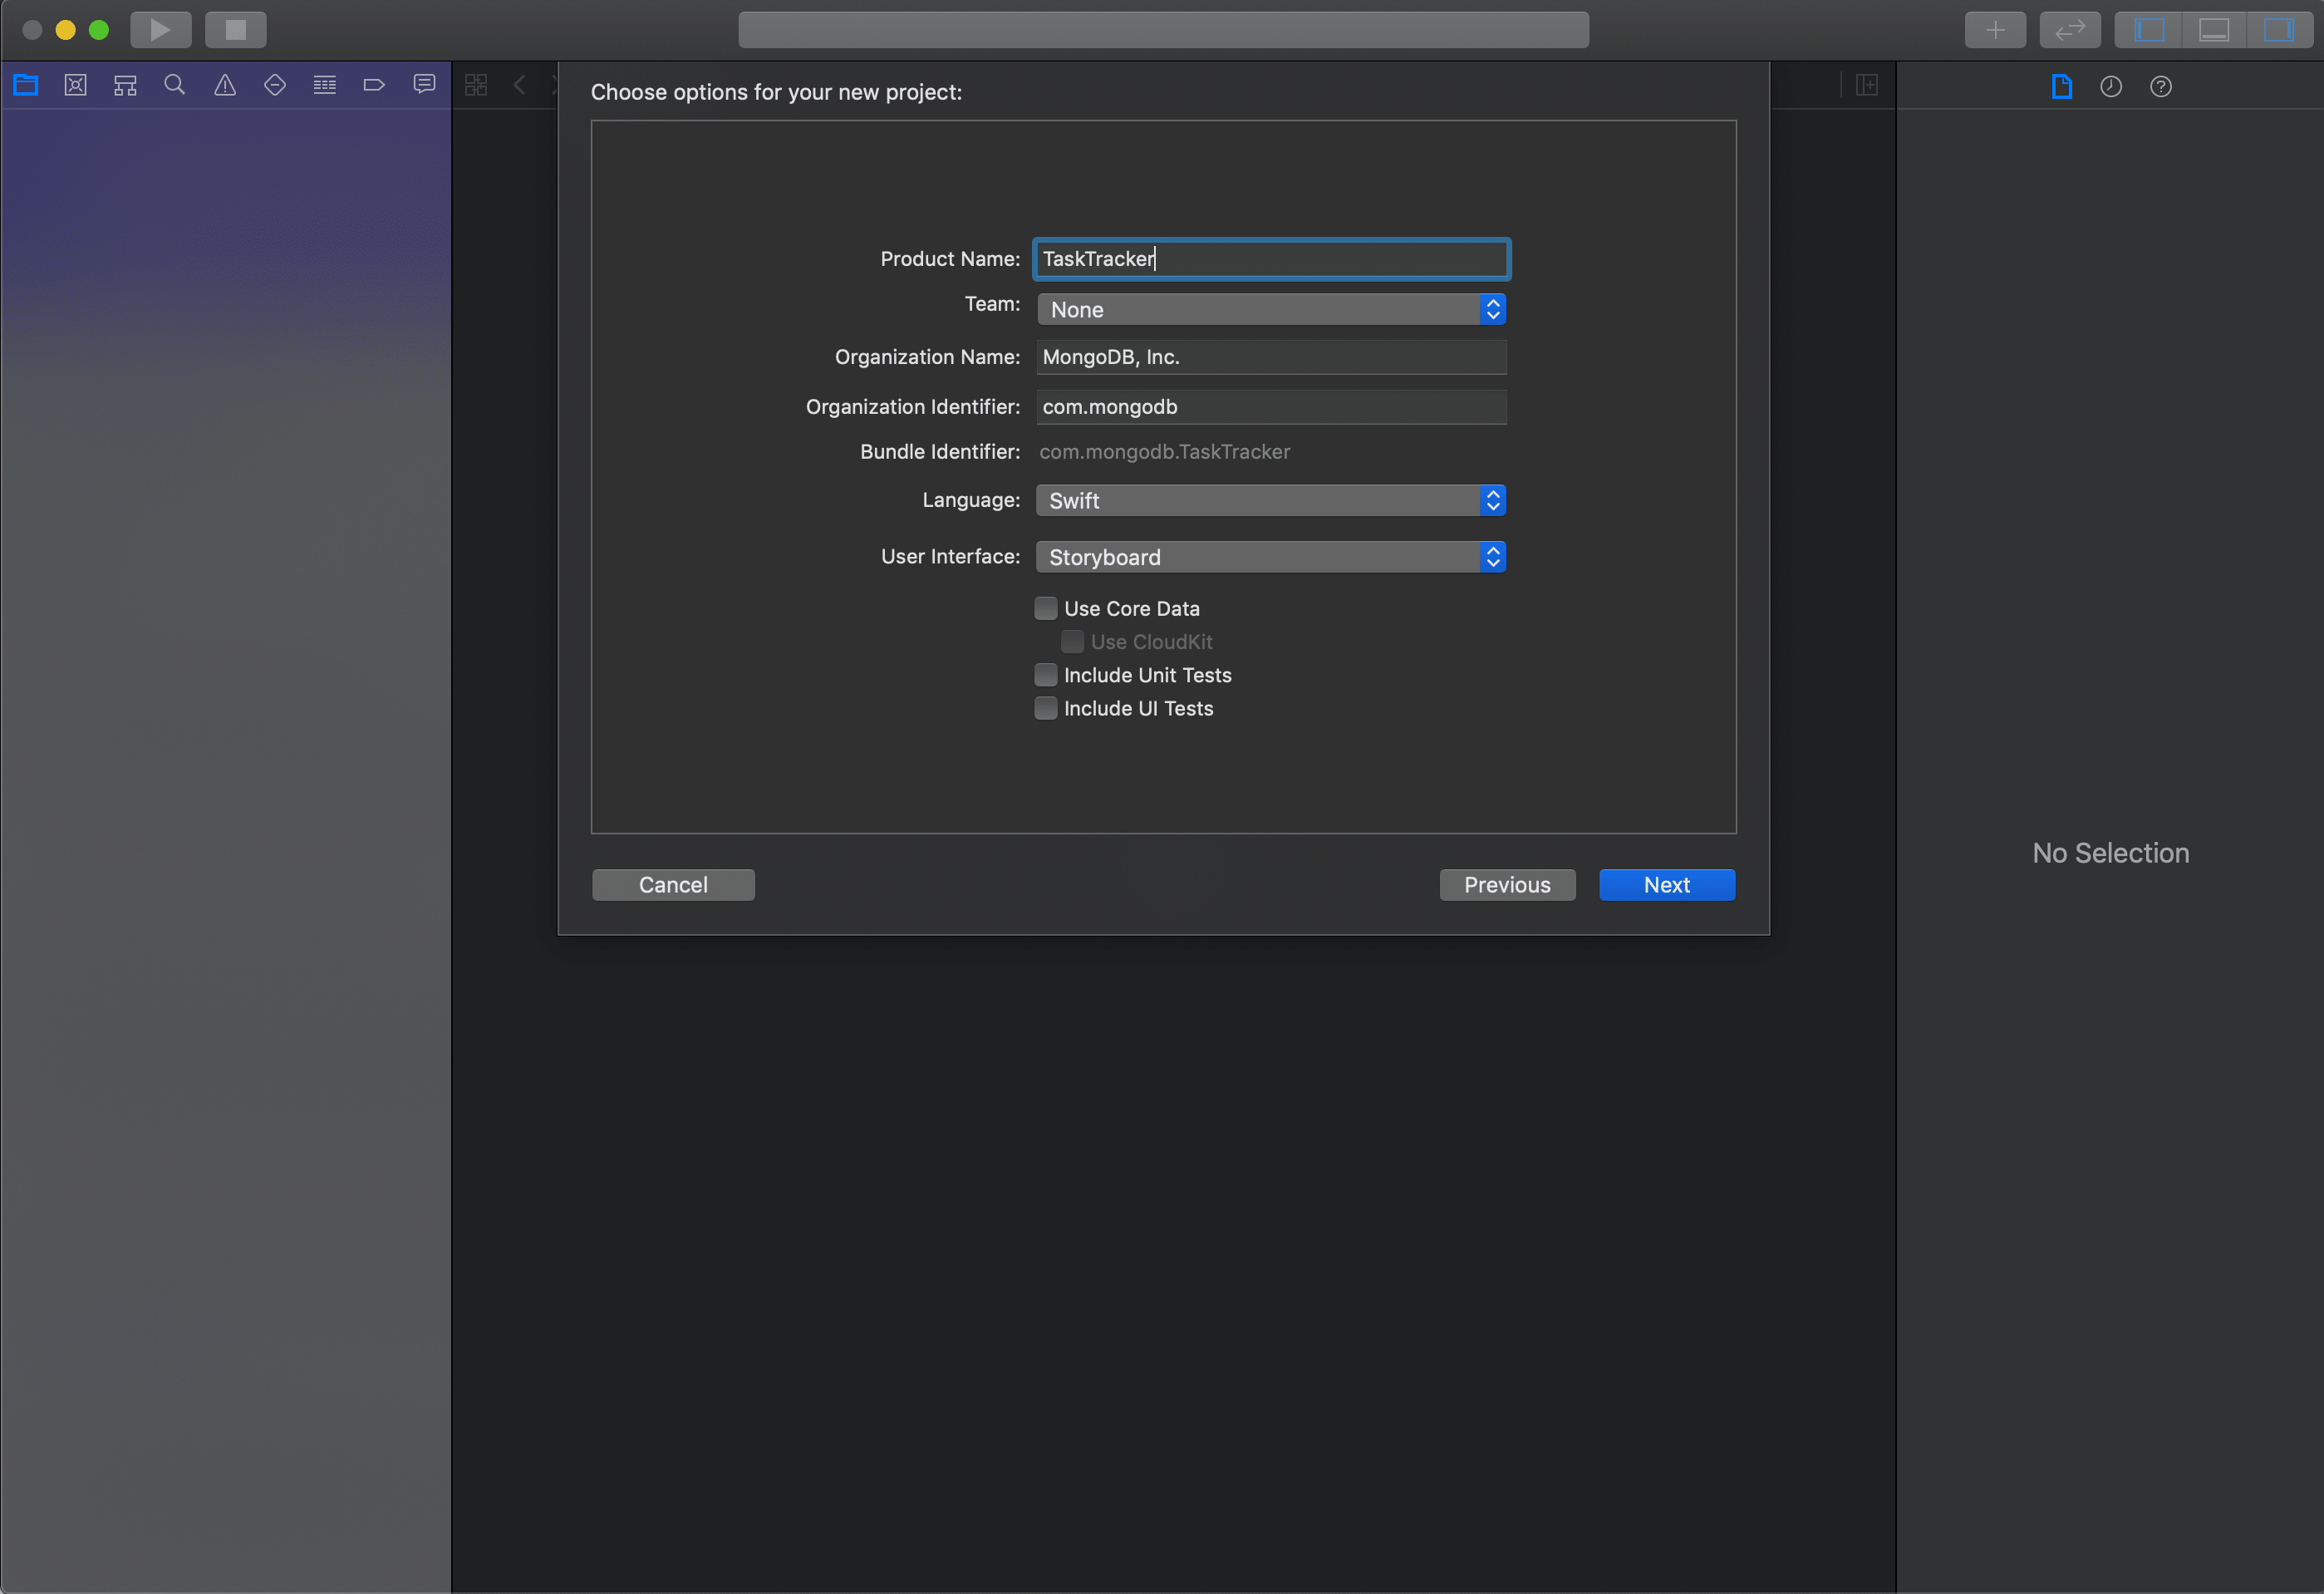 Choose options for your new project:
Product Name: TaskTracker
Team: None
Organization Name: MongoDB, Inc.
Organization Identifier: com.mongodb
Bundle Identifier: com.mongodb.TaskTracker
Language: Swift
User Interface: Storyboard
Use Core Data
Use CloudKit
Include Unit Tests
Include UI Tests
Cancel
Previous
Next
No Selection